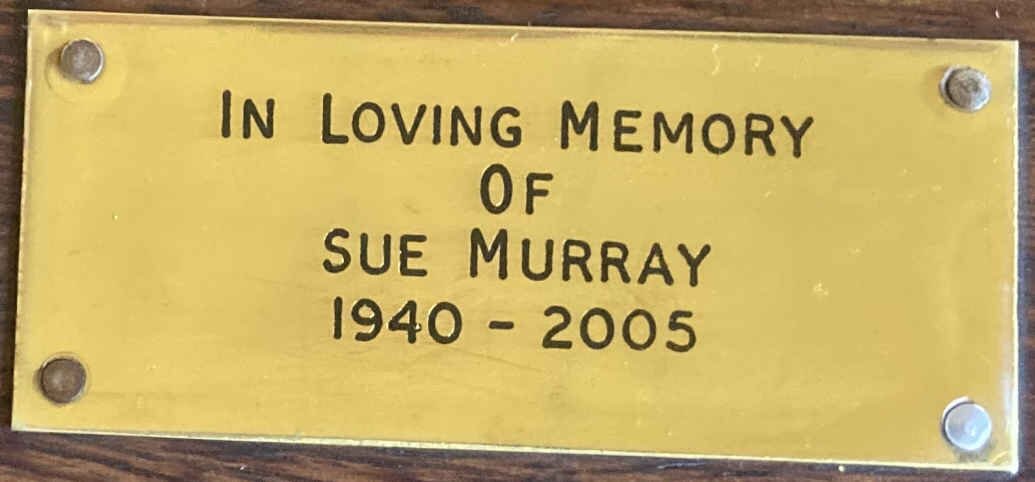 In Loving Memory
Of
Sue Murray
1940 - 2005